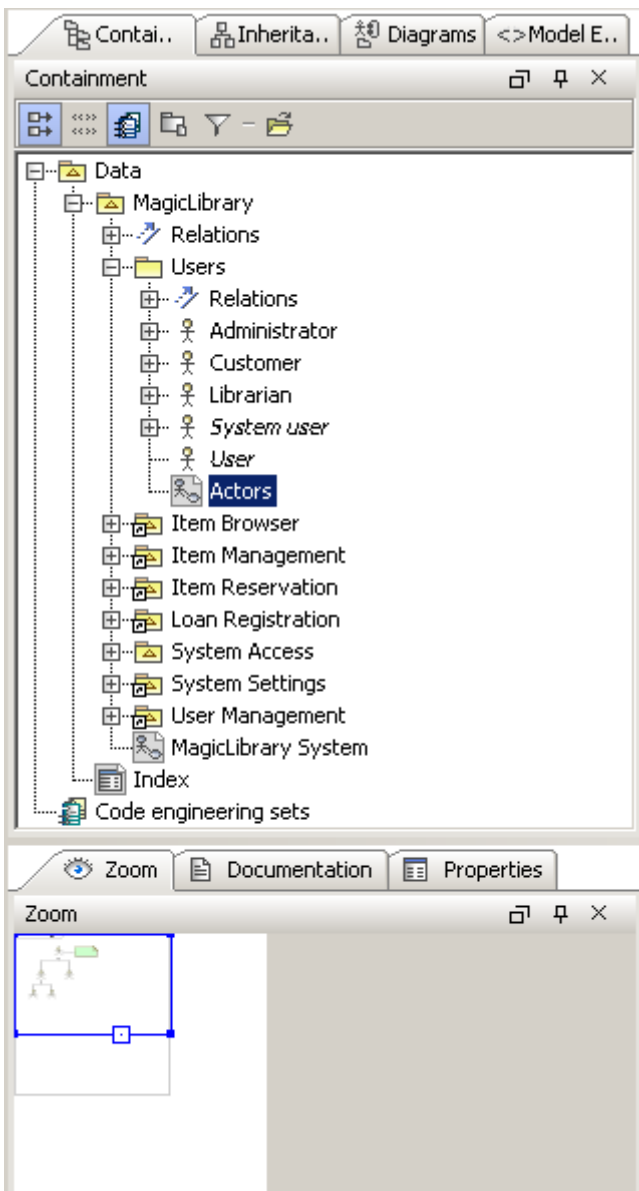 Contai.. Inherita.. Diagrams <>Model E..
Containment
Data
MagicLibrary
Relations
Users
Relations
Administrator
Customer
Librarian
System user
User
Actors
Item Browser
Item Management
Item Reservation
Loan Registration
System Access
System Settings
User Management
MagicLibrary System
Index
Code engineering sets
Zoom Documentation Properties
Zoom